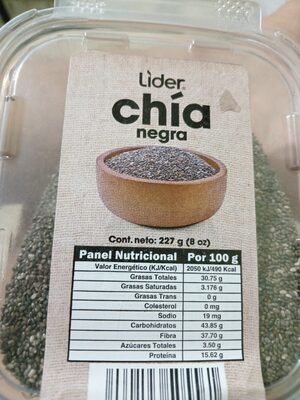 Lider
chía
negra
Cont. neto: 227 g (8 oz)
Panel Nutricional Por 100 g
Valor Energético (KJ/Kcal) 2050 kJ/490 Kcal
Grasas Totales 30.75 g
Grasas Saturadas 3.176 g
Grasas Trans 0 g
Colesterol 0 mg
Sodio 19 mg
Carbohidratos 43.85 g
Fibra 37.70 g
Azúcares Totales 3.50 g
Proteína 15.62 g